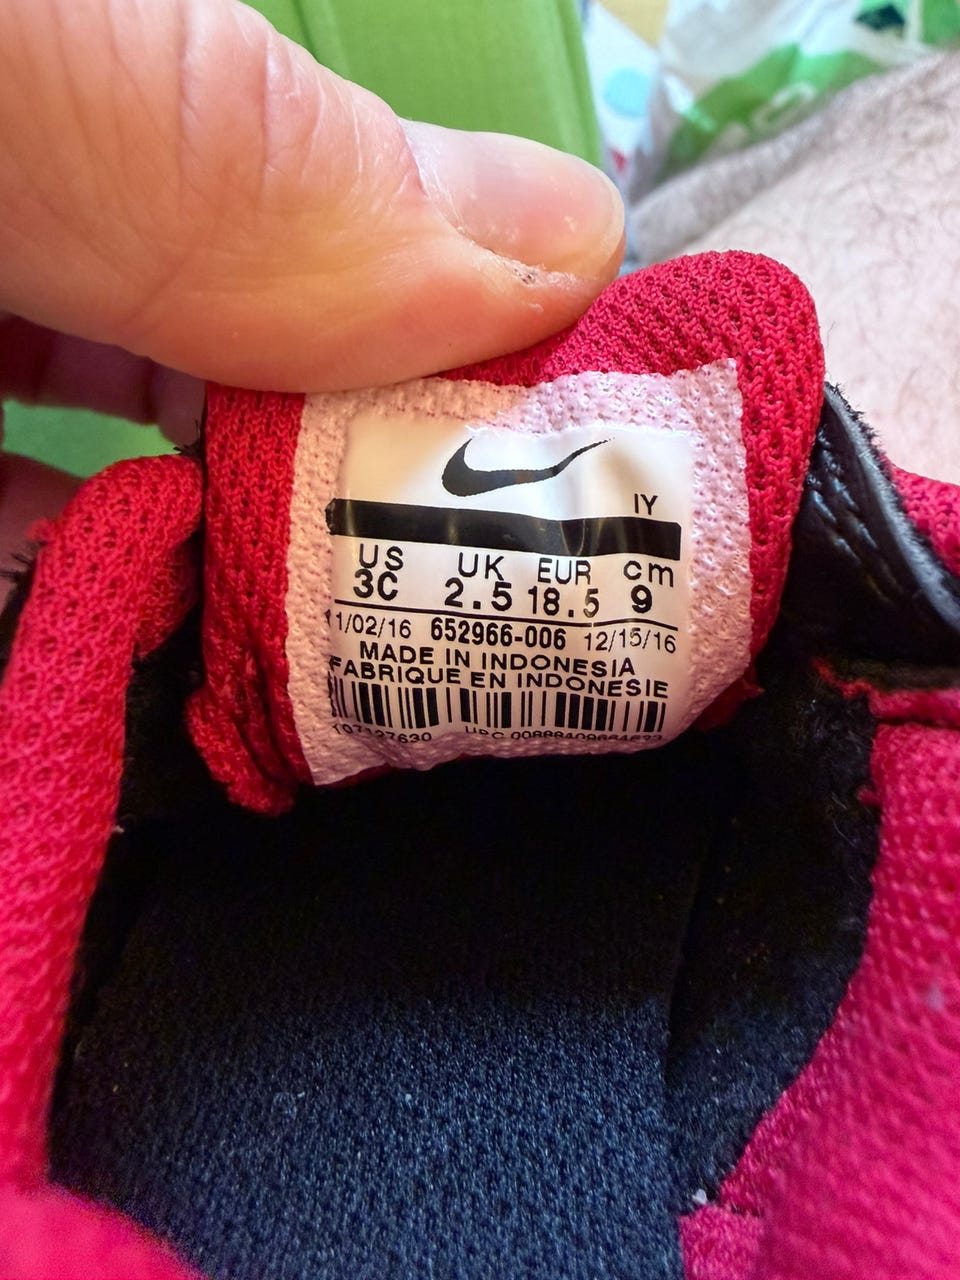 IY
US UK EUR cm
3C 2.5 18.5 9
11/02/16 652966-006 12/15/16
MADE IN INDONESIA
FABRIQUE EN INDONESIE
UPC